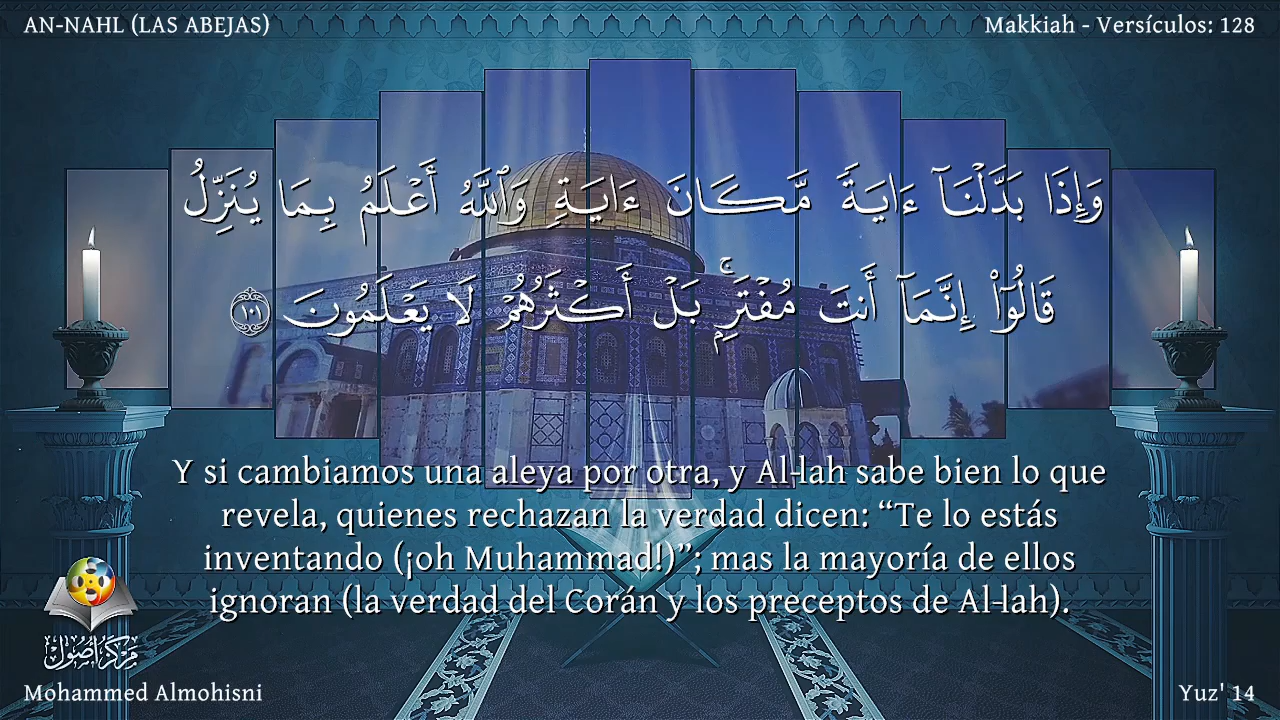 AN-NAHL (LAS ABEJAS)
Makkiah - Versículos: 128
وَإِذَا بَدَّلْنَآ ءَايَةً مَّكَانَ ءَايَةٍ وَٱللَّهُ أَعْلَمُ بِمَا يُنَزِّلُ
قَالُوٓا۟ إِنَّمَآ أَنتَ مُفْتَرٍۭ ۚ بَلْ أَكْثَرُهُمْ لَا يَعْلَمُونَ ١٠١
Y si cambiamos una aleya por otra, y Al-lah sabe bien lo que
revela, quienes rechazan la verdad dicen: “Te lo estás
inventando (¡oh Muhammad!)”; mas la mayoría de ellos
ignoran (la verdad del Corán y los preceptos de Al-lah).
مركز أصول
Mohammed Almohisni
Yuz' 14